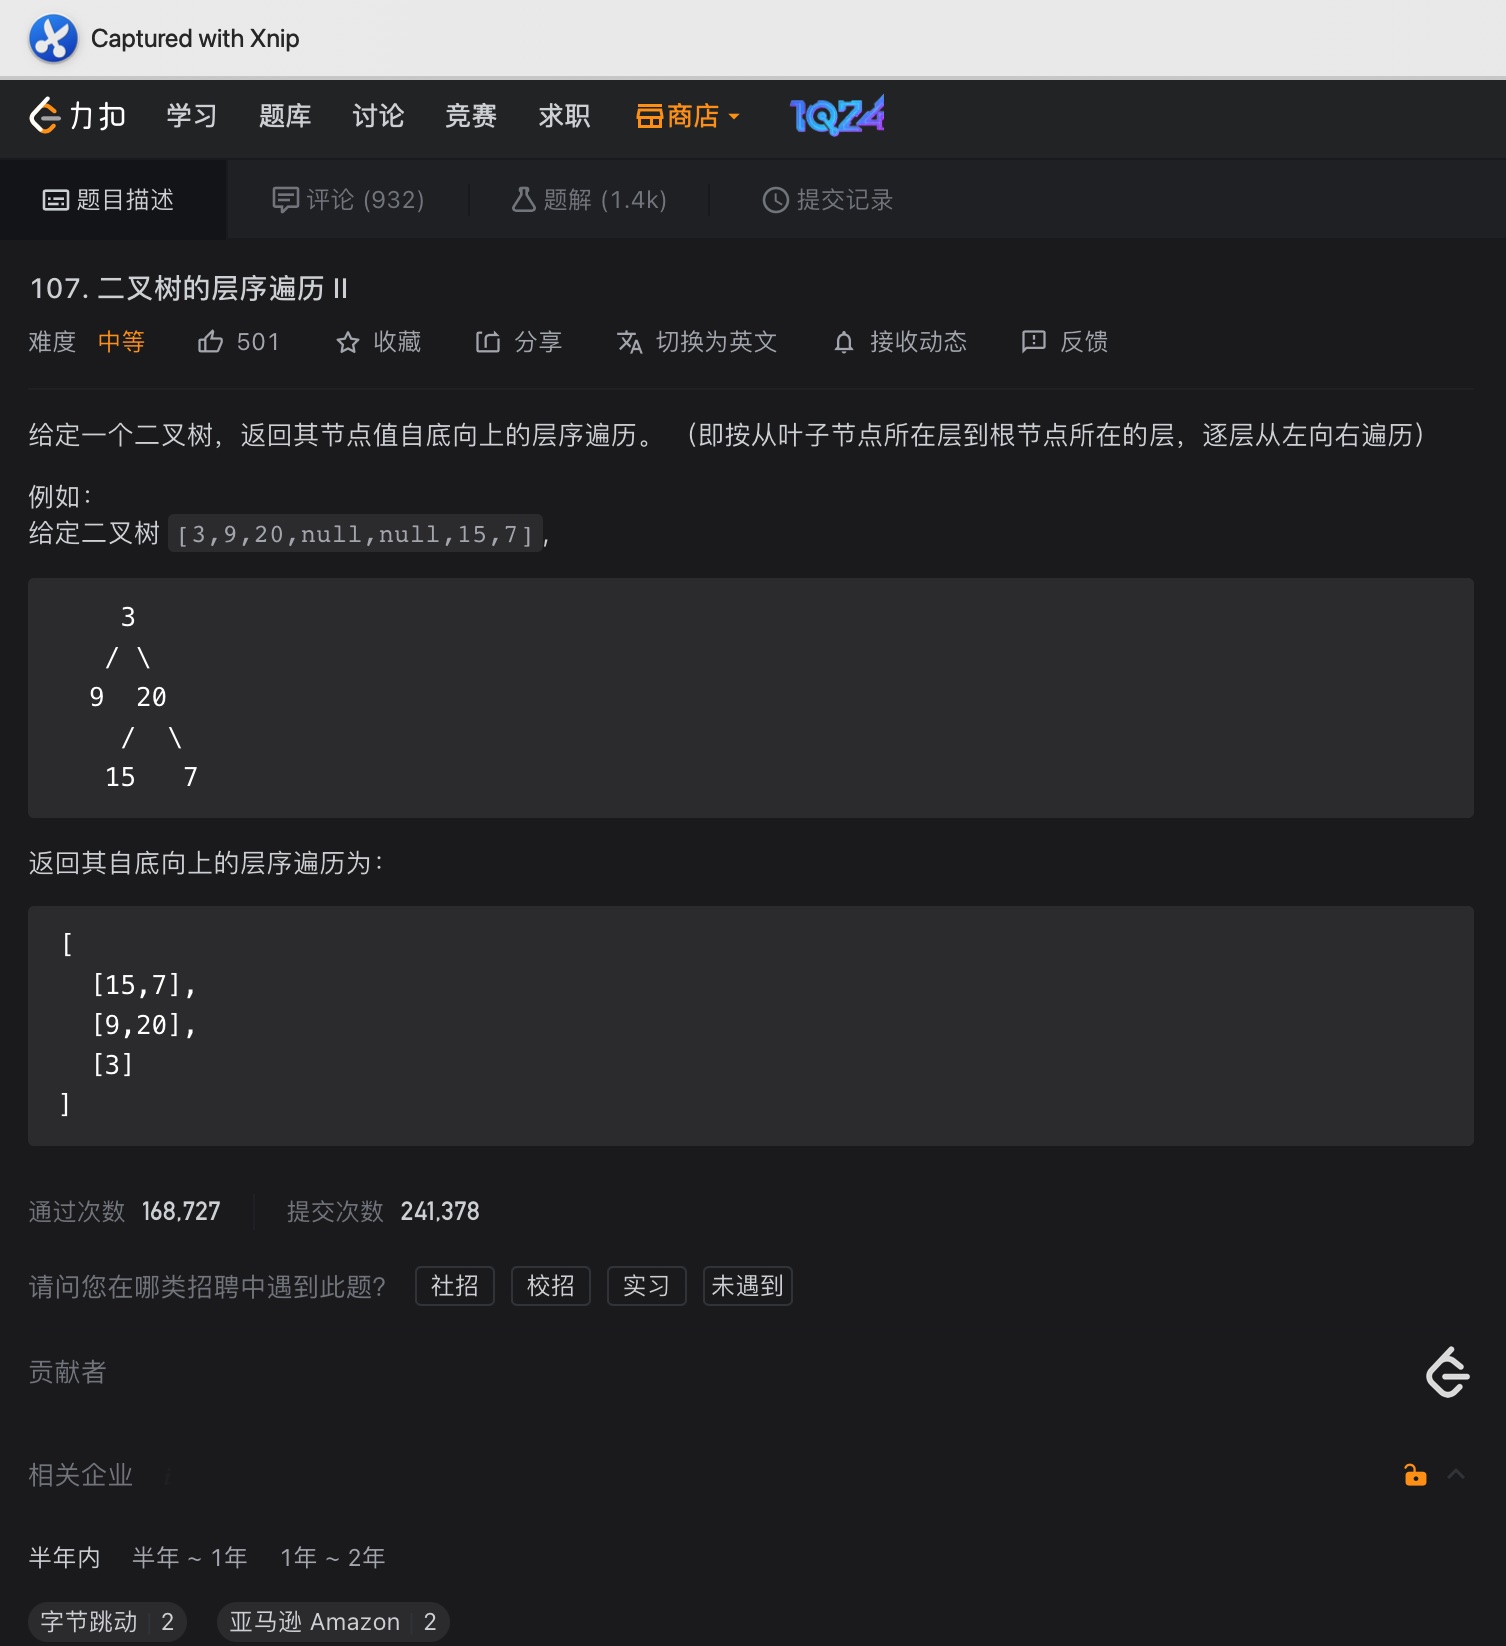 Captured with Xnip
力扣 学习 题库 讨论 竞赛 求职 商店 1024
题目描述 评论 (932) 题解 (1.4k) 提交记录
107. 二叉树的层序遍历 II
难度 中等 501 收藏 分享 切换为英文 接收动态 反馈
给定一个二叉树，返回其节点值自底向上的层序遍历。 （即按从叶子节点所在层到根节点所在的层，逐层从左向右遍历）
例如：
给定二叉树 [3,9,20,null,null,15,7],
3
/ \
9 20
/ \
15 7
返回其自底向上的层序遍历为：
[
[15,7],
[9,20],
[3]
]
通过次数 168,727 提交次数 241,378
请问您在哪类招聘中遇到此题？ 社招 校招 实习 未遇到
贡献者
相关企业
半年内 半年 ~ 1年 1年 ~ 2年
字节跳动 2 亚马逊 Amazon 2